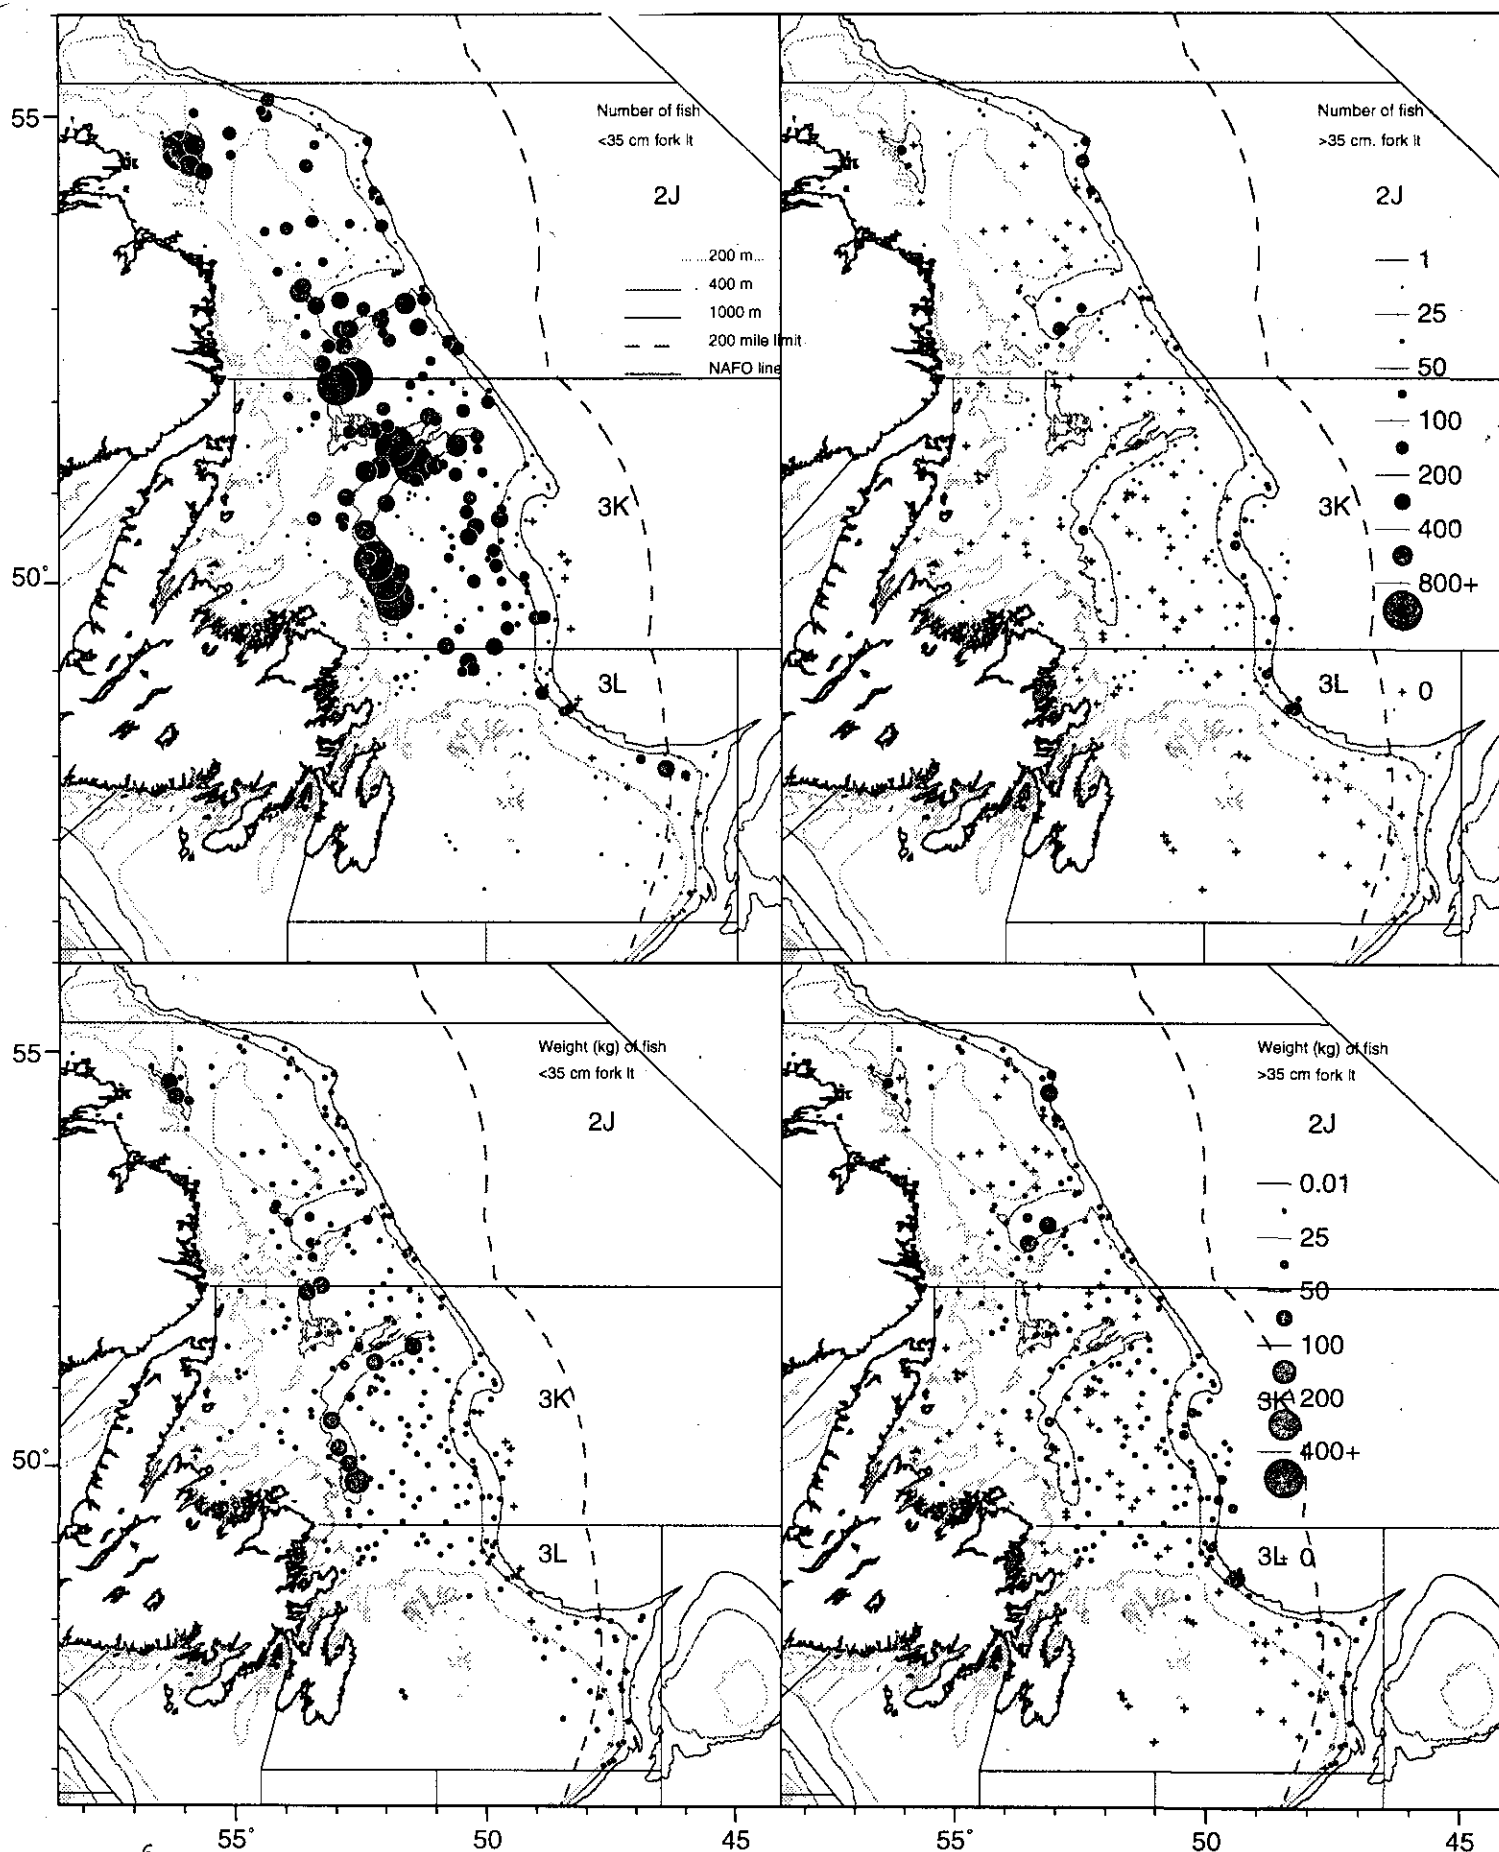 Number of fish
<35 cm fork lt
2J
200 m
400 m
1000 m
200 mile limit
NAFO line
3K
3L
55
50°
Number of fish
>35 cm. fork lt
2J
1
25
50
100
200
400
800+
0
3K
3L
Weight (kg) of fish
<35 cm fork lt
2J
3K
3L
55
50°
55°
50
45
Weight (kg) of fish
>35 cm fork lt
2J
0.01
25
50
100
3K 200
400+
3L 0
55°
50
45